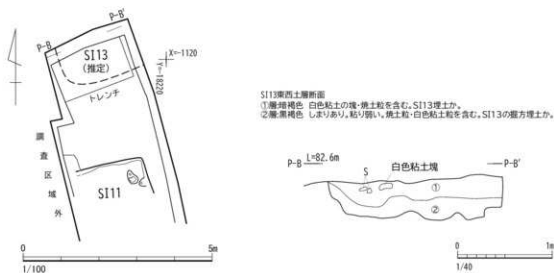 P-B
P-B'
SI13
(推定)
X=-1120
Y=-18220
トレンチ
調査区域外
SI11
0
5m
1/100
SI13東西土層断面
①層:暗褐色 白色粘土の塊・焼土粒を含む。SI13埋土か。
②層:黒褐色 しまりあり。粘り弱い。焼土粒・白色粘土粒を含む。SI13の掘方埋土か。
P-B L=82.6m
P-B'
S
白色粘土塊
①
②
0
1m
1/40